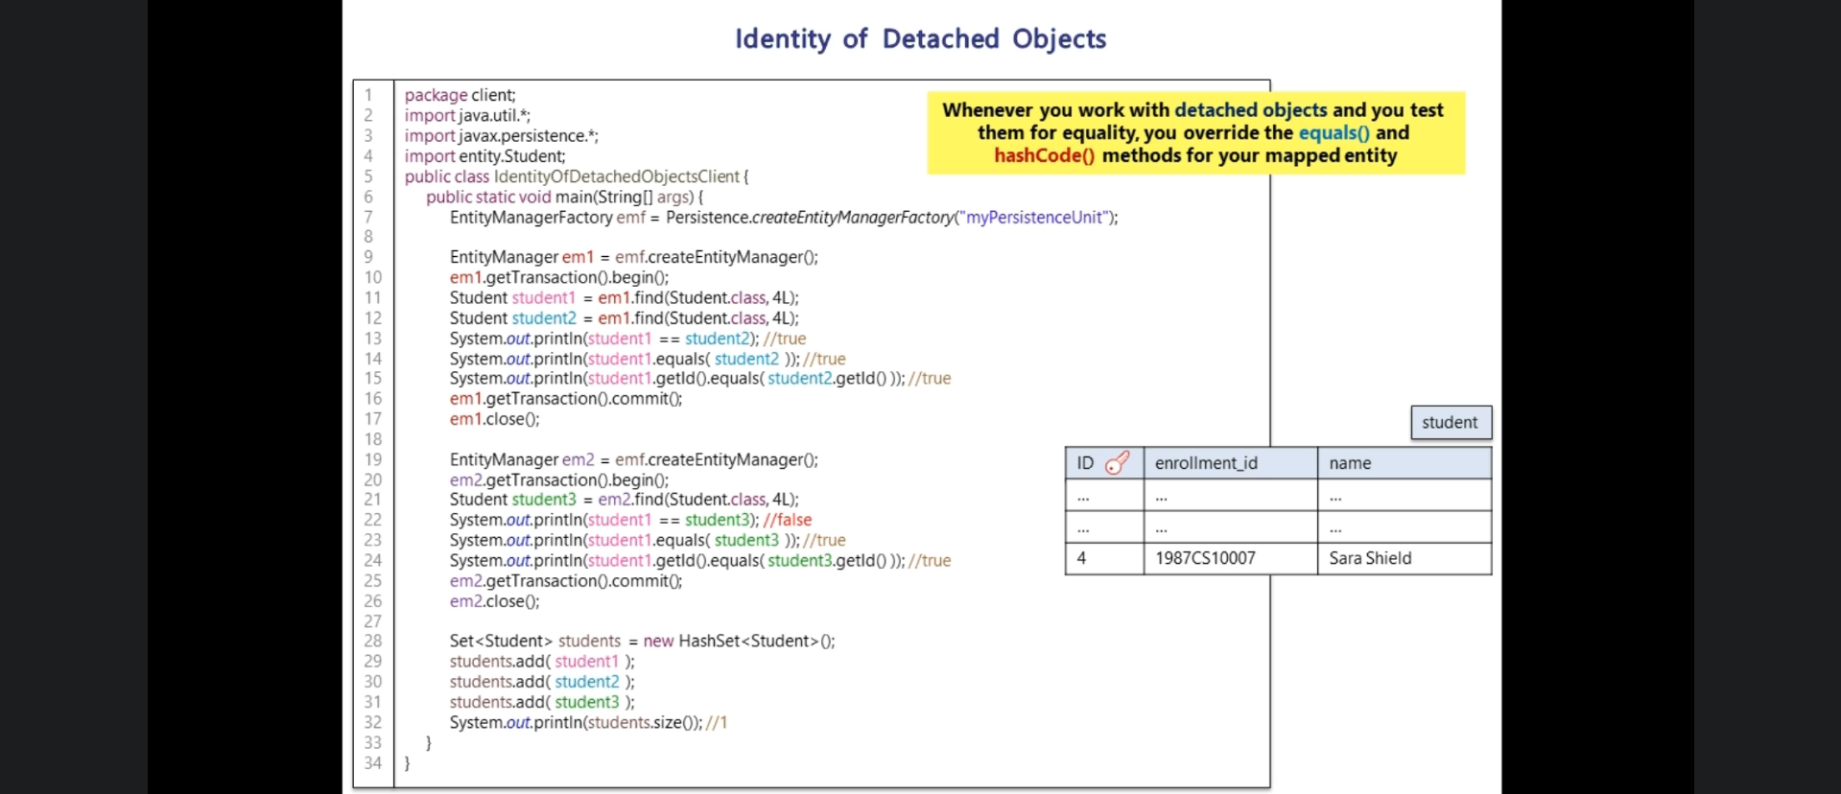 Identity of Detached Objects
Whenever you work with detached objects and you test
them for equality, you override the equals() and
hashCode() methods for your mapped entity
1 package client;
2 import java.util.*;
3 import javax.persistence.*;
4 import entity.Student;
5 public class IdentityOfDetachedObjectsClient {
6 public static void main(String[] args) {
7 EntityManagerFactory emf = Persistence.createEntityManagerFactory("myPersistenceUnit");
8
9 EntityManager em1 = emf.createEntityManager();
10 em1.getTransaction().begin();
11 Student student1 = em1.find(Student.class, 4L);
12 Student student2 = em1.find(Student.class, 4L);
13 System.out.println(student1 == student2); //true
14 System.out.println(student1.equals( student2 )); //true
15 System.out.println(student1.getId().equals( student2.getId() )); //true
16 em1.getTransaction().commit();
17 em1.close();
18
19 EntityManager em2 = emf.createEntityManager();
20 em2.getTransaction().begin();
21 Student student3 = em2.find(Student.class, 4L);
22 System.out.println(student1 == student3); //false
23 System.out.println(student1.equals( student3 )); //true
24 System.out.println(student1.getId().equals( student3.getId() )); //true
25 em2.getTransaction().commit();
26 em2.close();
27
28 Set<Student> students = new HashSet<Student>();
29 students.add( student1 );
30 students.add( student2 );
31 students.add( student3 );
32 System.out.println(students.size()); //1
33 }
34 }
student
ID enrollment_id name
... ... ...
... ... ...
4 1987CS10007 Sara Shield